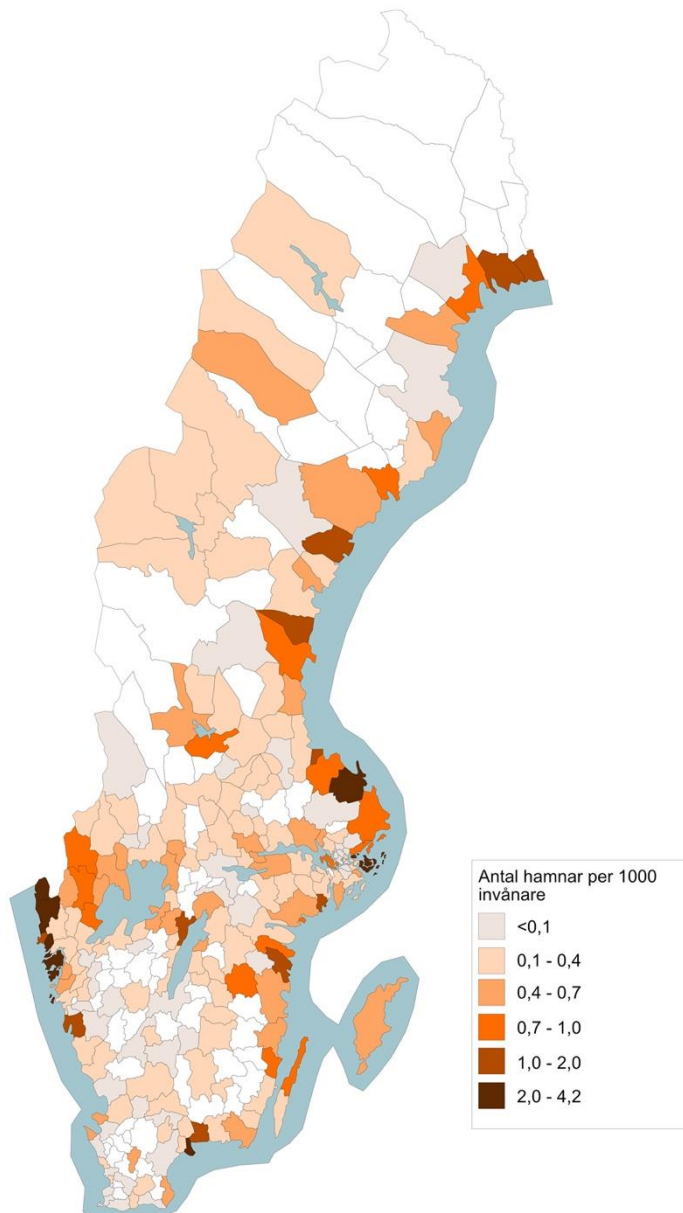 Antal hamnar per 1000
invånare
<0,1
0,1 - 0,4
0,4 - 0,7
0,7 - 1,0
1,0 - 2,0
2,0 - 4,2